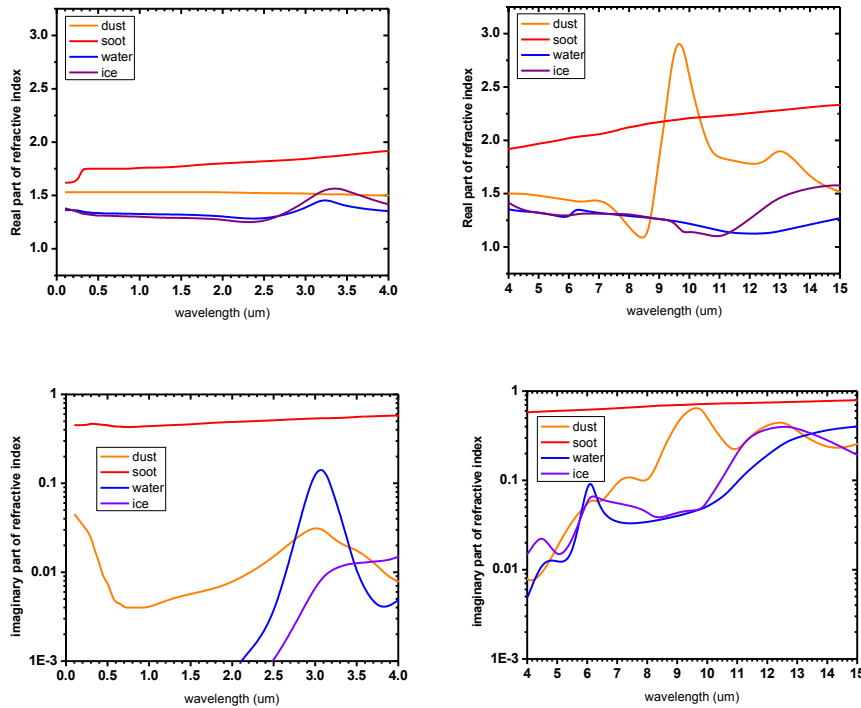 Real part of refractive index
3.0
2.5
2.0
1.5
1.0
dust
soot
water
ice
0.0 0.5 1.0 1.5 2.0 2.5 3.0 3.5 4.0
wavelength (um)
Real part of refractive index
3.0
2.5
2.0
1.5
1.0
dust
soot
water
ice
4 5 6 7 8 9 10 11 12 13 14 15
wavelength (um)
imaginary part of refractive index
1
0.1
0.01
1E-3
dust
soot
water
ice
0.0 0.5 1.0 1.5 2.0 2.5 3.0 3.5 4.0
wavelength (um)
imaginary part of refractive index
1
0.1
0.01
1E-3
dust
soot
water
ice
4 5 6 7 8 9 10 11 12 13 14 15
wavelength (um)